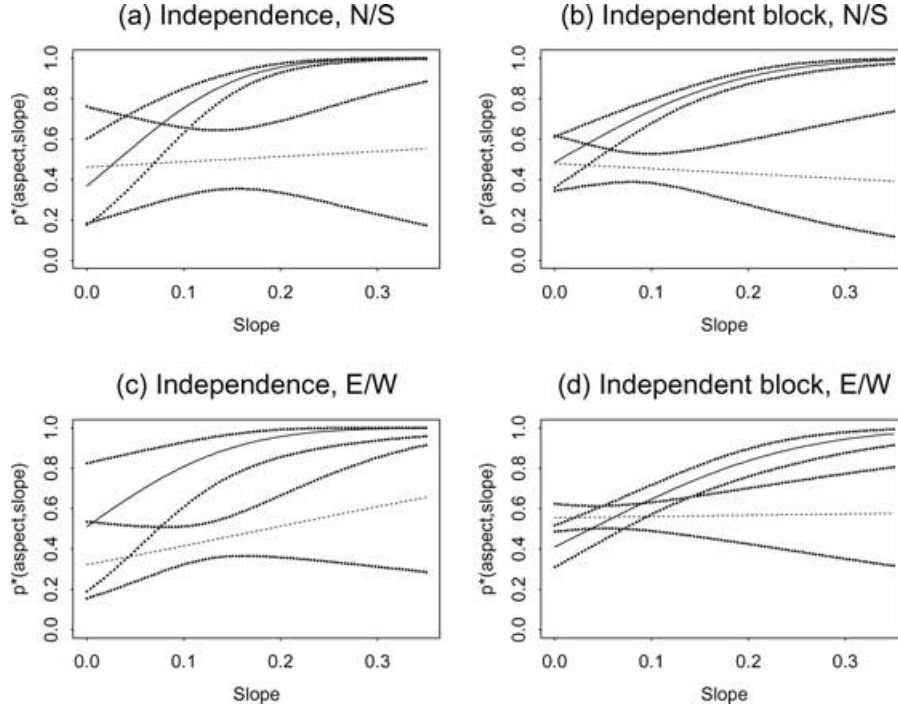 (a) Independence, N/S
p*(aspect,slope)
0.0 0.2 0.4 0.6 0.8 1.0
0.0 0.1 0.2 0.3
Slope
(b) Independent block, N/S
p*(aspect,slope)
0.0 0.2 0.4 0.6 0.8 1.0
0.0 0.1 0.2 0.3
Slope
(c) Independence, E/W
p*(aspect,slope)
0.0 0.2 0.4 0.6 0.8 1.0
0.0 0.1 0.2 0.3
Slope
(d) Independent block, E/W
p*(aspect,slope)
0.0 0.2 0.4 0.6 0.8 1.0
0.0 0.1 0.2 0.3
Slope